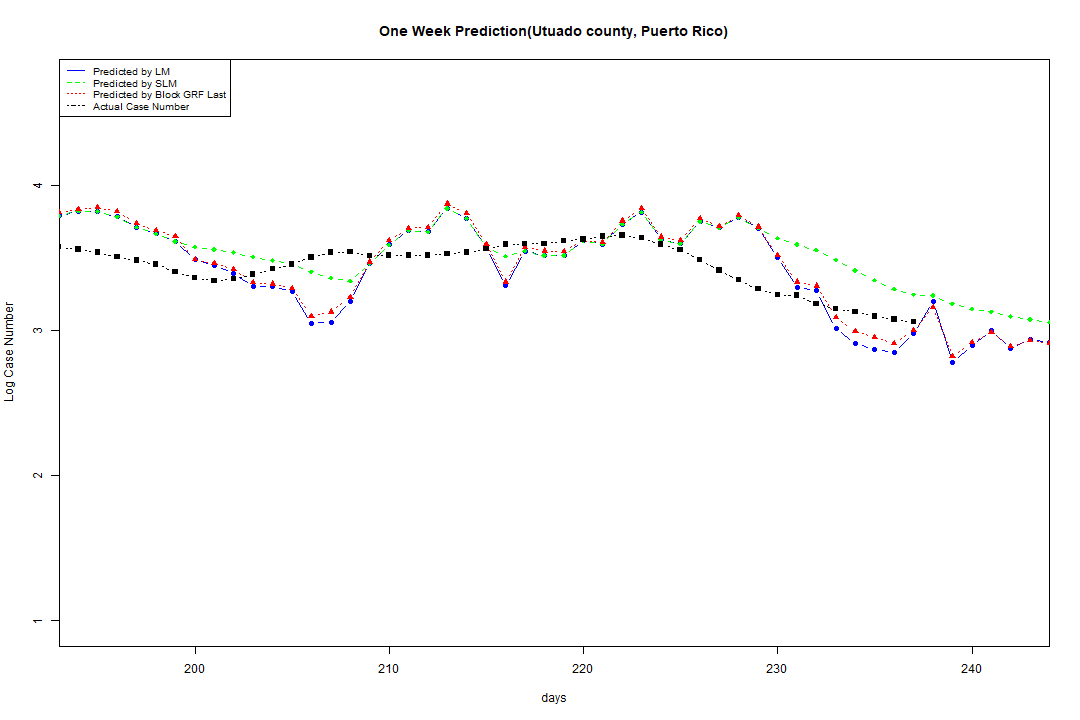 One Week Prediction(Utuado county, Puerto Rico)
Predicted by LM
Predicted by SLM
Predicted by Block GRF Last
Actual Case Number
4
3
2
1
Log Case Number
200 210 220 230 240
days